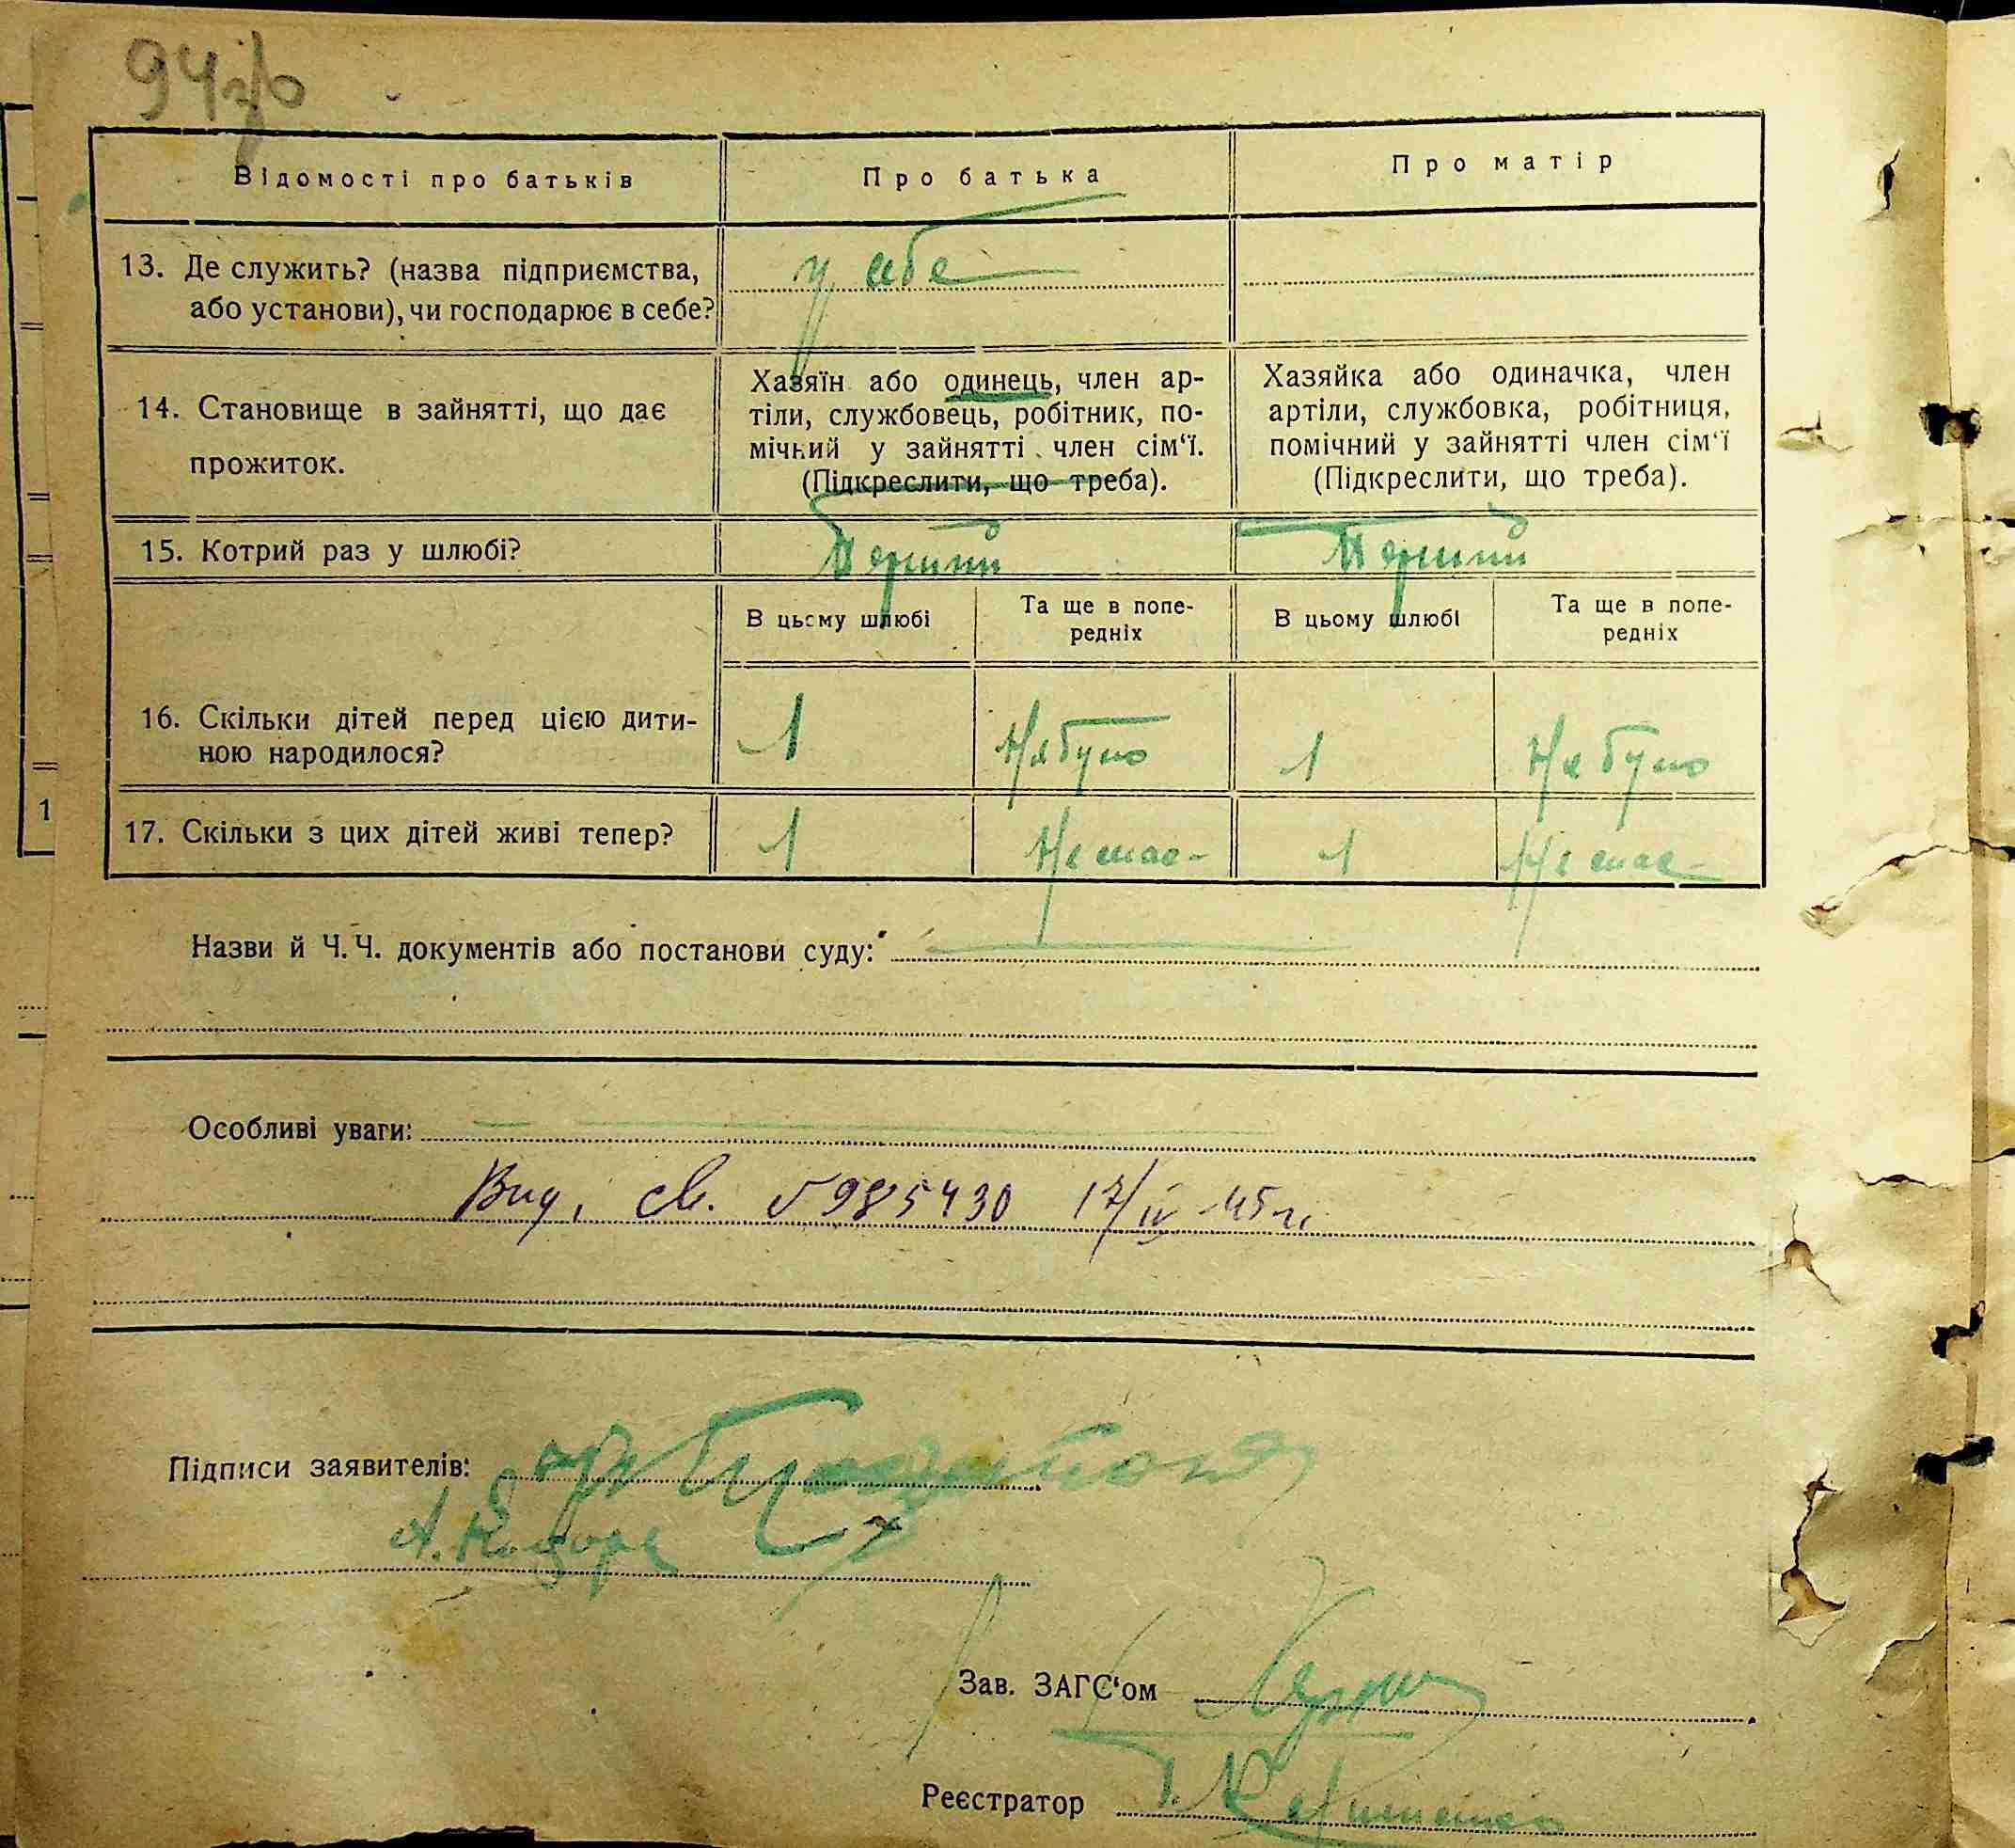 94 зв
Відомості про батьків
Про батька
Про матір
13. Де служить? (назва підприємства,
або установи), чи господарює в себе?
у себе
14. Становище в зайнятті, що дає
прожиток.
Хазяїн або одинець, член ар-
тіли, службовець, робітник, по-
мічний у зайнятті член сім'ї.
(Підкреслити, що треба).
Хазяйка або одиначка, член
артіли, службовка, робітниця,
помічний у зайнятті член сім'ї
(Підкреслити, що треба).
15. Котрий раз у шлюбі?
Перший
Перший
В цьому шлюбі
Та ще в попе-
редніх
В цьому шлюбі
Та ще в попе-
редніх
16. Скільки дітей перед цією дити-
ною народилося?
1
Не було
1
Не було
17. Скільки з цих дітей живі тепер?
1
Немає
1
Немає
Назви й Ч.Ч. документів або постанови суду:
Особливі уваги:
Выд. св. 985430 17/IV 45 г.
Підписи заявителів:
Зав. ЗАГС'ом
Реєстратор